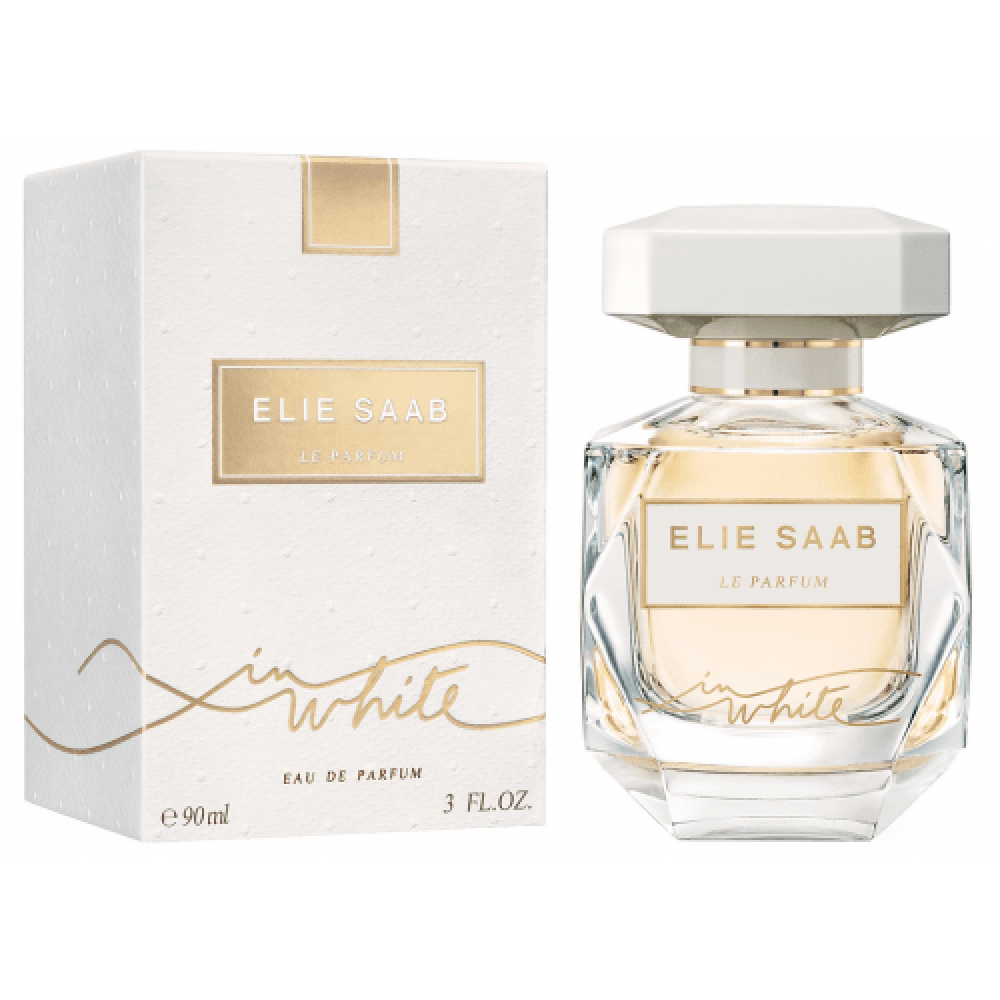 ELIE SAAB
LE PARFUM
in
white
EAU DE PARFUM
℮ 90 ml
3 FL.OZ.
ELIE SAAB
LE PARFUM
in
white